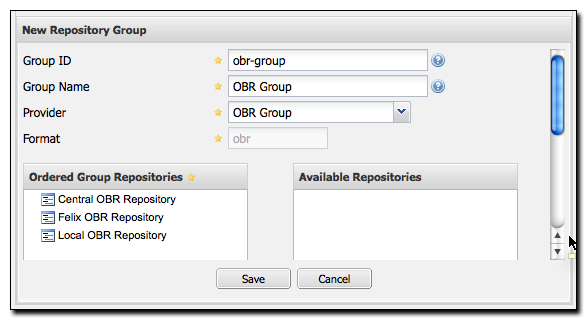 New Repository Group
Group ID obr-group
Group Name OBR Group
Provider OBR Group
Format obr
Ordered Group Repositories Available Repositories
Central OBR Repository
Felix OBR Repository
Local OBR Repository
Save Cancel